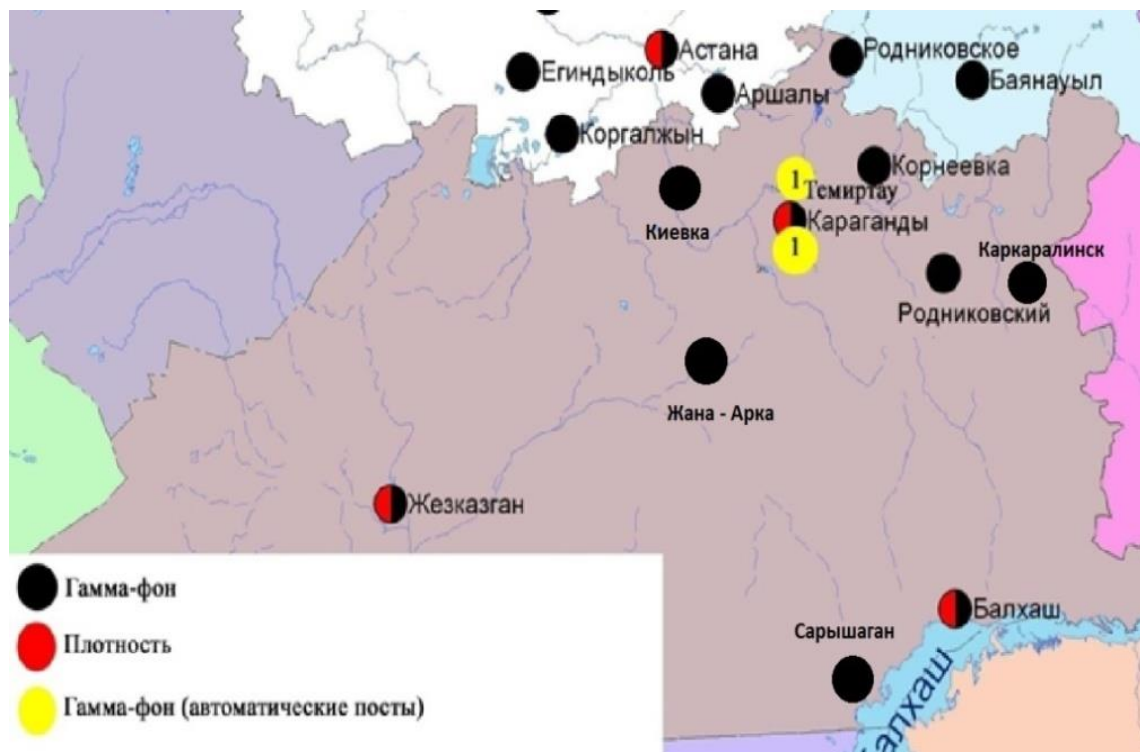 Астана
Родниковское
Егиндыколь
Баянауыл
Аршалы
Коргалжын
Корнеевка
1
Темиртау
Киевка
Караганды
1
Каркаралинск
Родниковский
Жана - Арка
Жезказган
Гамма-фон
Плотность
Гамма-фон (автоматические посты)
Балхаш
Сарышаган
Балхаш